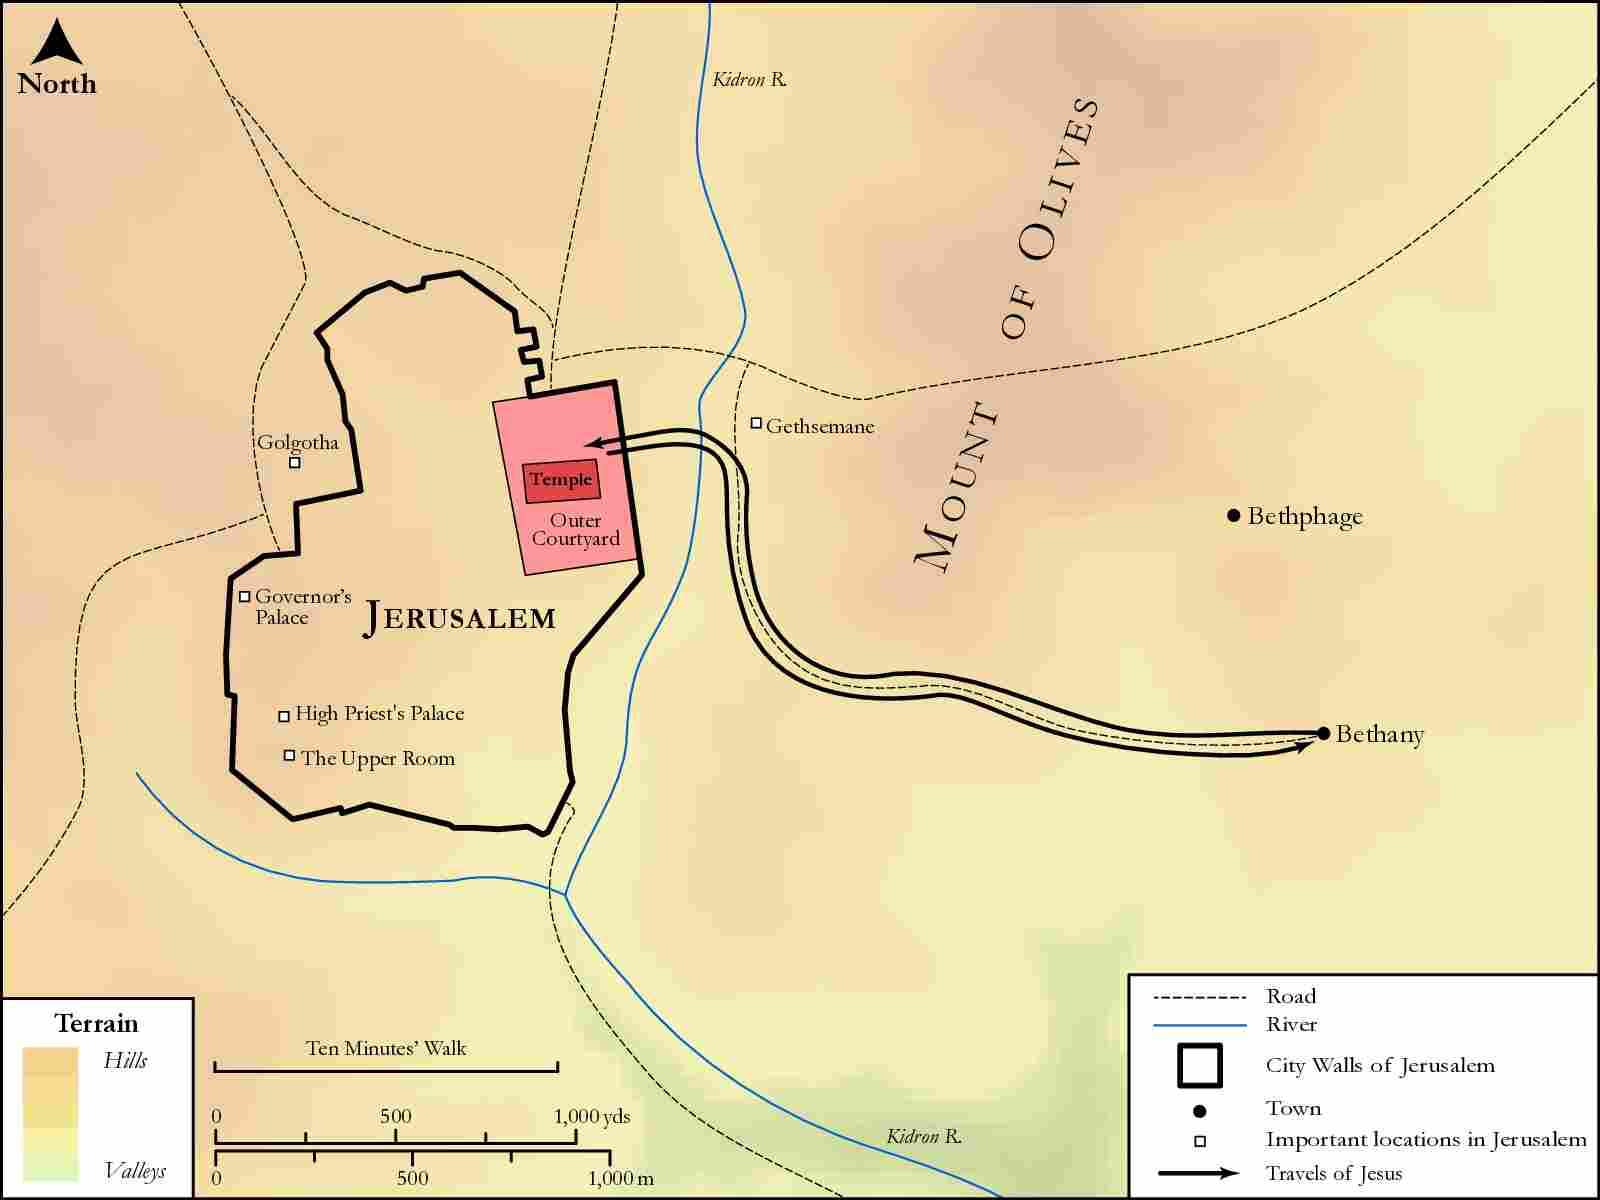 North
Kidron R.
MOUNT OF OLIVES
Golgotha
Gethsemane
Temple
Outer
Courtyard
Bethphage
Governor's
Palace
JERUSALEM
High Priest's Palace
The Upper Room
Bethany
Terrain
Hills
Valleys
Ten Minutes' Walk
0 500 1,000 yds
0 500 1,000 m
Kidron R.
Road
River
City Walls of Jerusalem
Town
Important locations in Jerusalem
Travels of Jesus